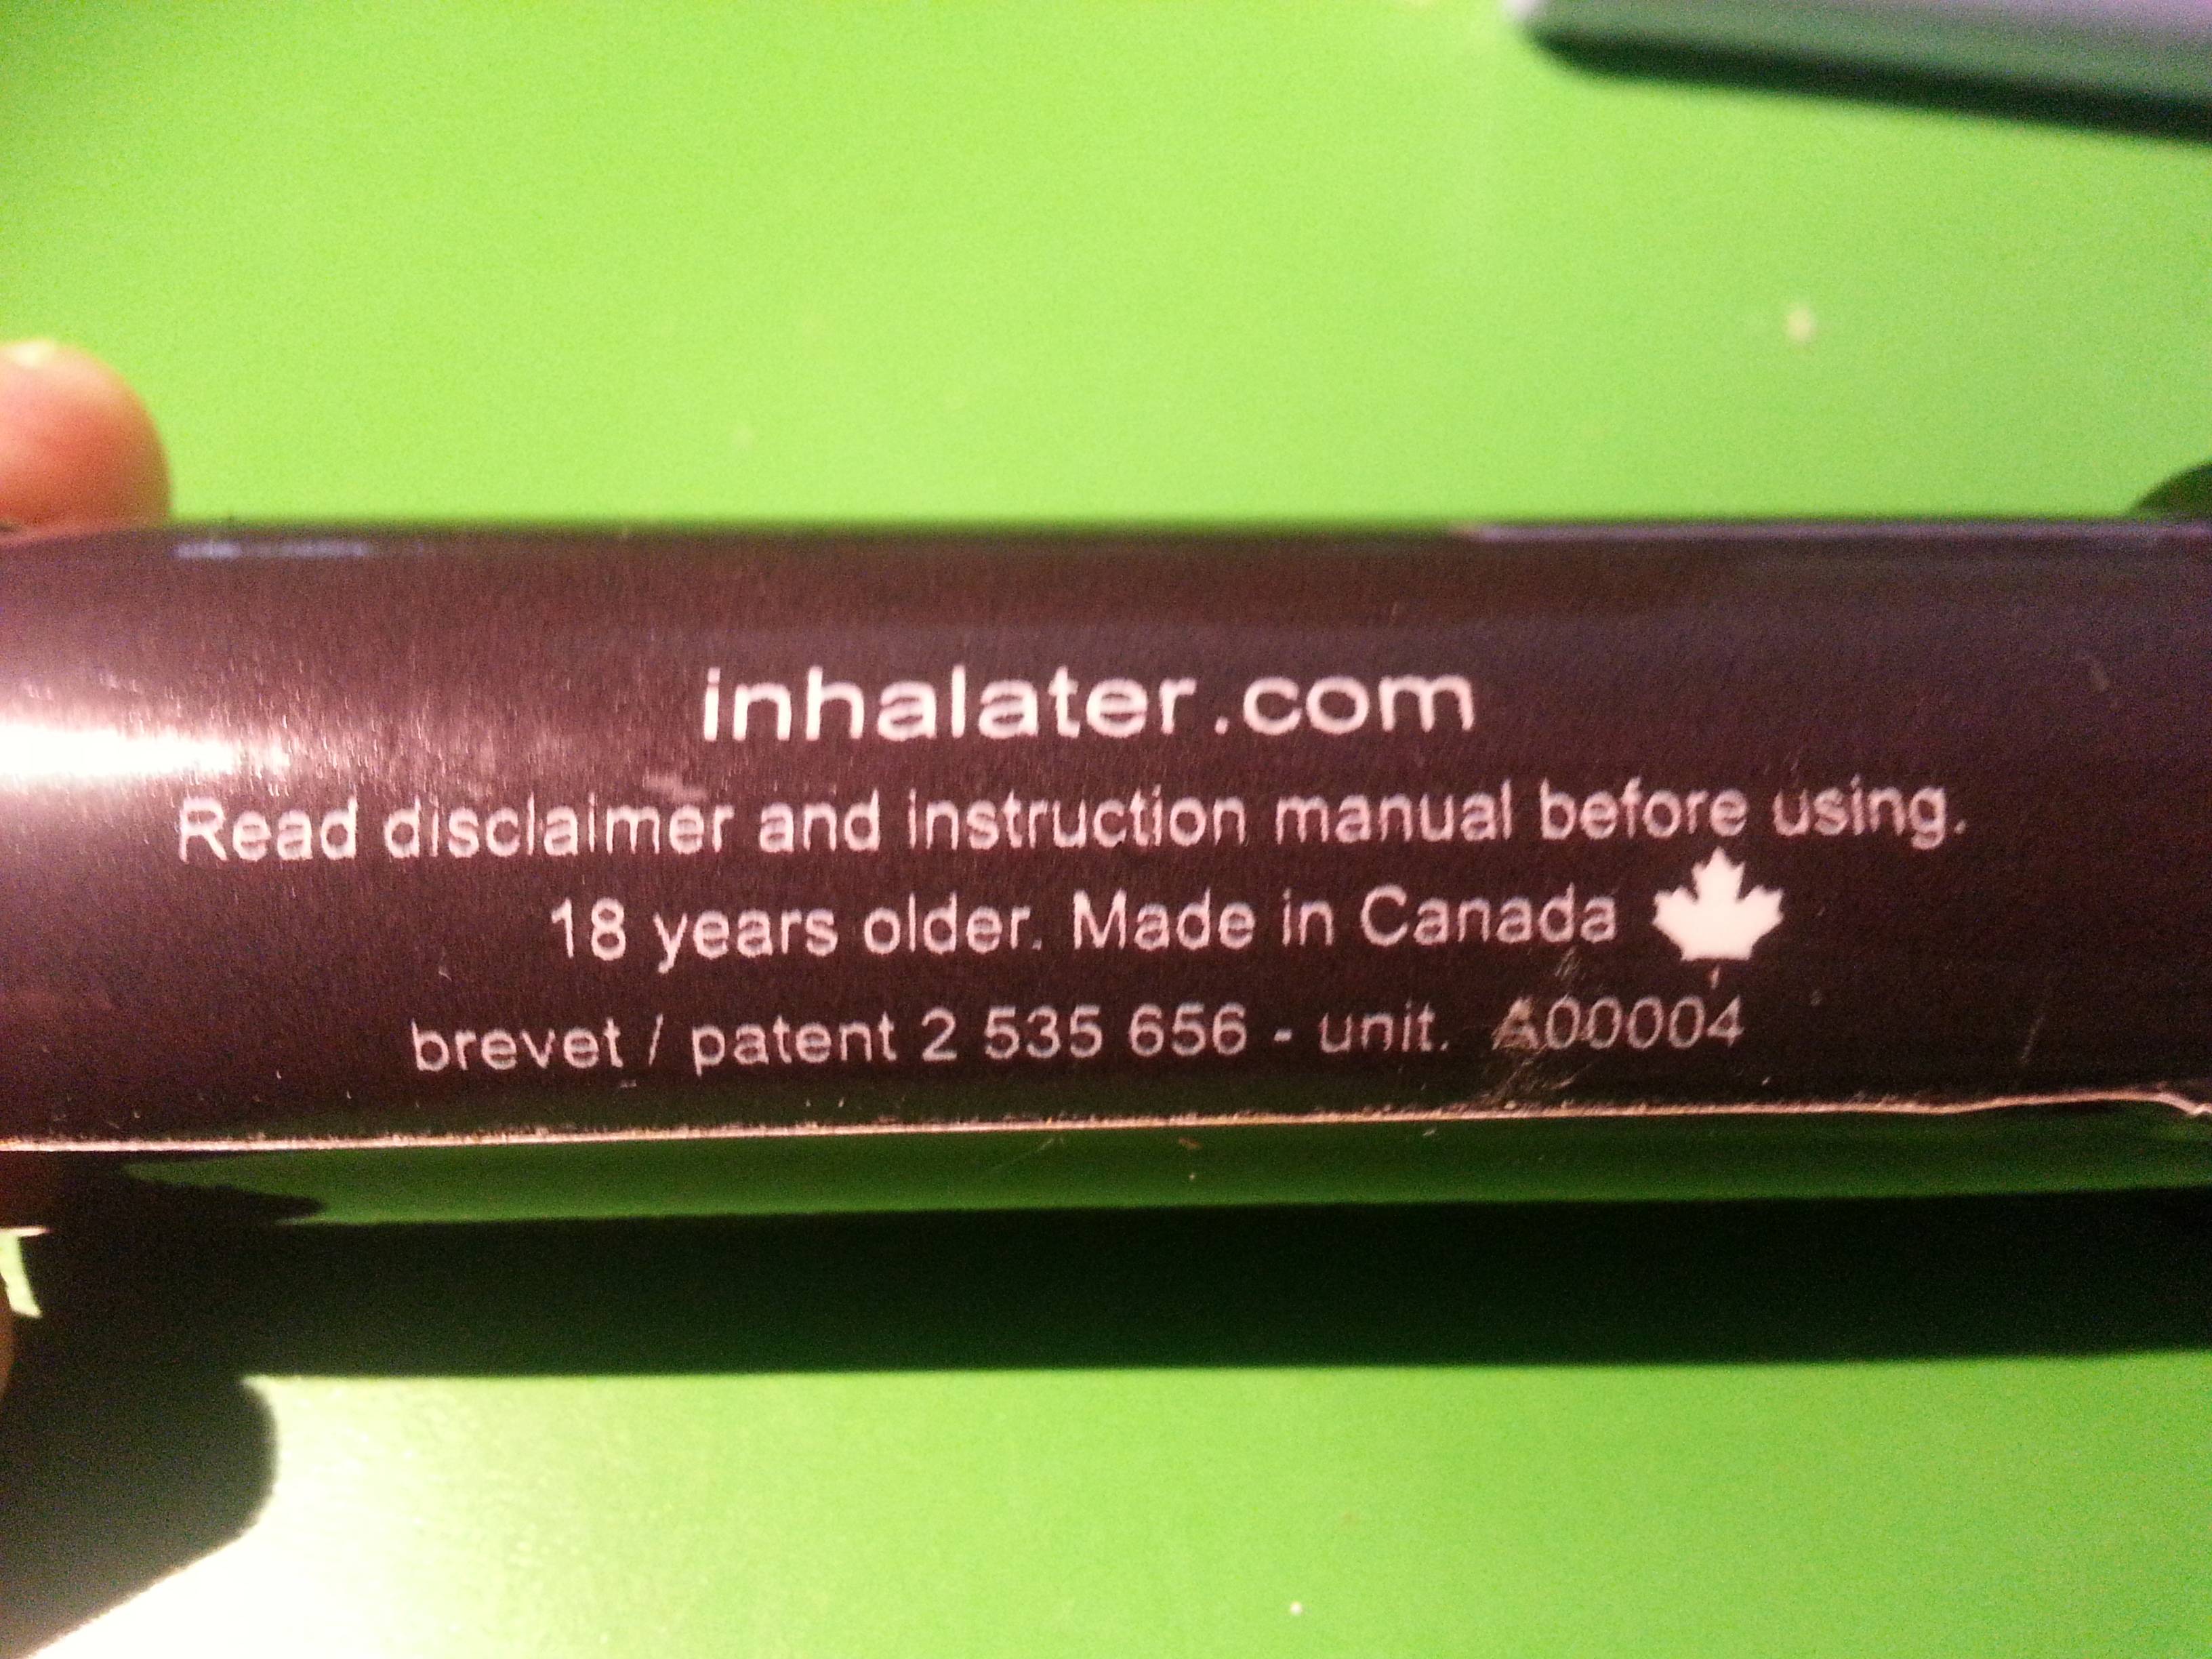 inhalater.com
Read disclaimer and instruction manual before using.
18 years older. Made in Canada
brevet / patent 2 535 656 - unit. A00004